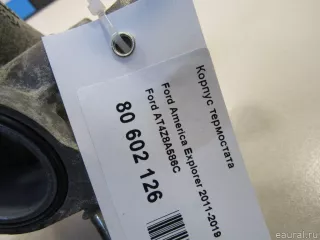 Корпус термостата
Ford America Explorer 2011-2019
Ford AT4Z8A586C
80 602 126
eaural.ru